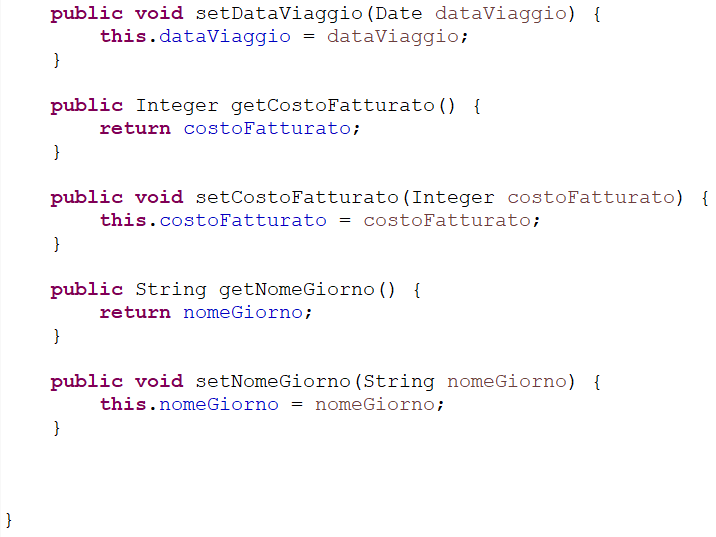 public void setDataViaggio(Date dataViaggio) {
this.dataViaggio = dataViaggio;
}
public Integer getCostoFatturato() {
return costoFatturato;
}
public void setCostoFatturato(Integer costoFatturato) {
this.costoFatturato = costoFatturato;
}
public String getNomeGiorno() {
return nomeGiorno;
}
public void setNomeGiorno(String nomeGiorno) {
this.nomeGiorno = nomeGiorno;
}
}